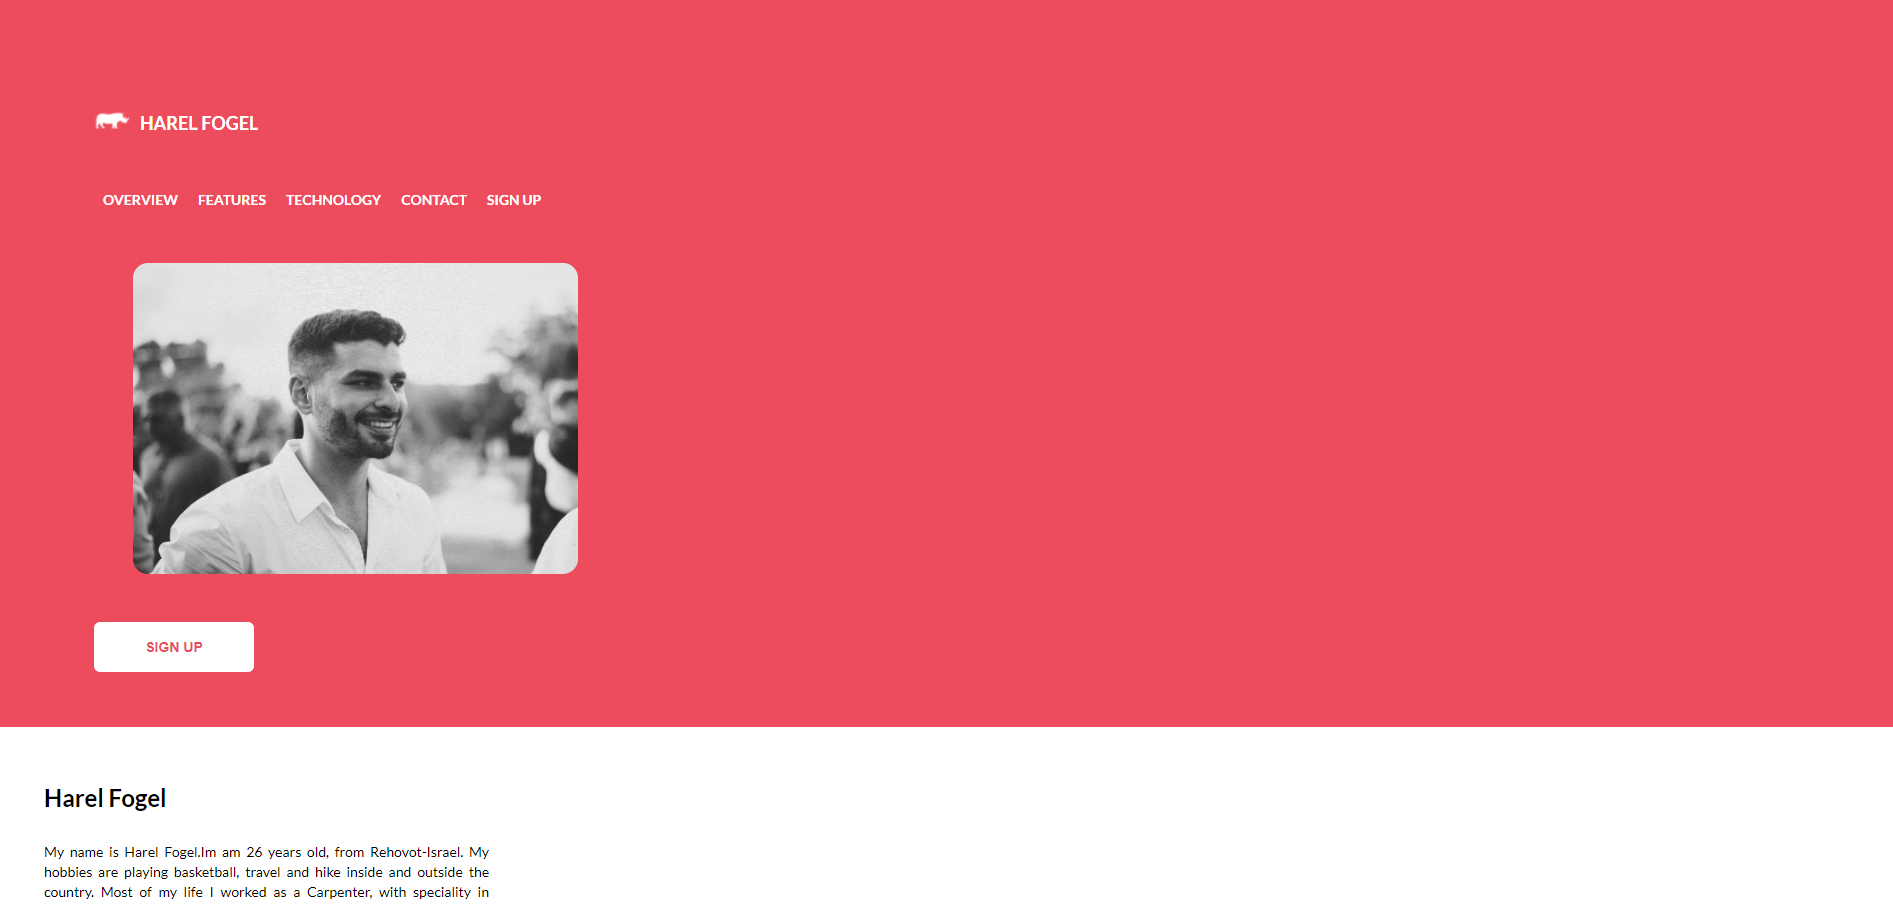 HAREL FOGEL
OVERVIEW FEATURES TECHNOLOGY CONTACT SIGN UP
SIGN UP
Harel Fogel
My name is Harel Fogel.Im am 26 years old, from Rehovot-Israel. My
hobbies are playing basketball, travel and hike inside and outside the
country. Most of my life I worked as a Carpenter, with speciality in